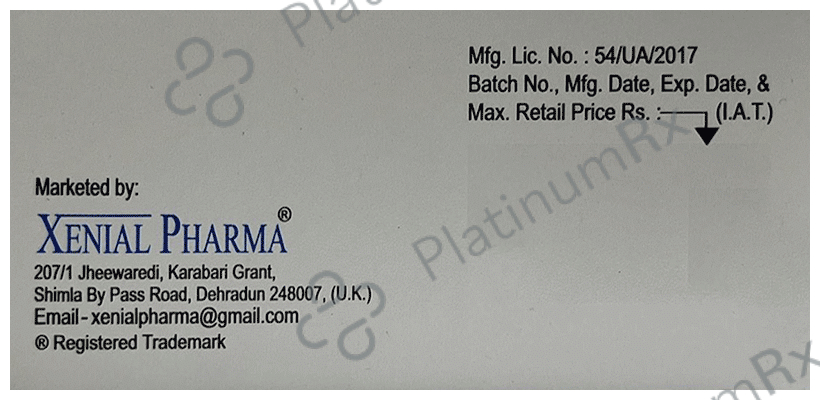 Mfg. Lic. No. : 54/UA/2017
Batch No., Mfg. Date, Exp. Date, &
Max. Retail Price Rs. : (I.A.T.)
Marketed by:
XENIAL PHARMA®
207/1 Jheewaredi, Karabari Grant,
Shimla By Pass Road, Dehradun 248007, (U.K.)
Email - xenialpharma@gmail.com
® Registered Trademark
PlatinumRx
PlatinumRx